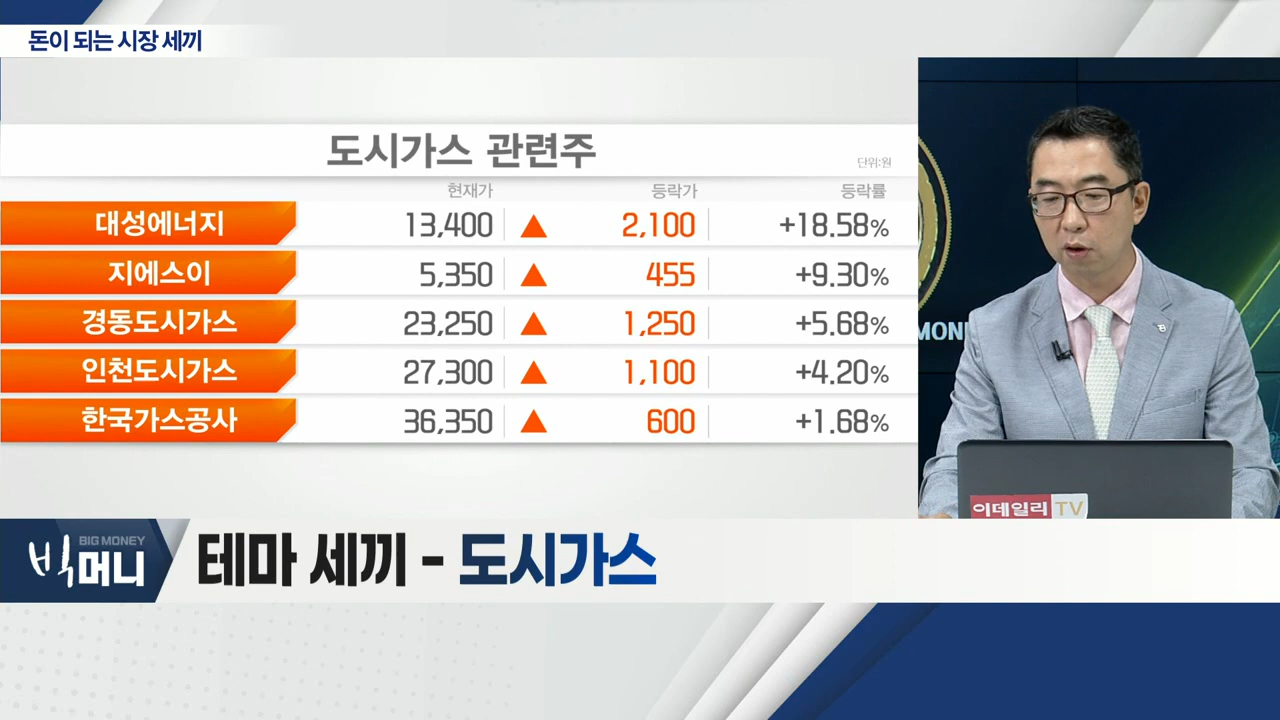 돈이 되는 시장 세끼
도시가스 관련주
단위:원
현재가 등락가 등락률
대성에너지 13,400 ▲ 2,100 +18.58%
지에스이 5,350 ▲ 455 +9.30%
경동도시가스 23,250 ▲ 1,250 +5.68%
인천도시가스 27,300 ▲ 1,100 +4.20%
한국가스공사 36,350 ▲ 600 +1.68%
MON
이데일리 TV
BIG MONEY
빅머니
테마 세끼 - 도시가스